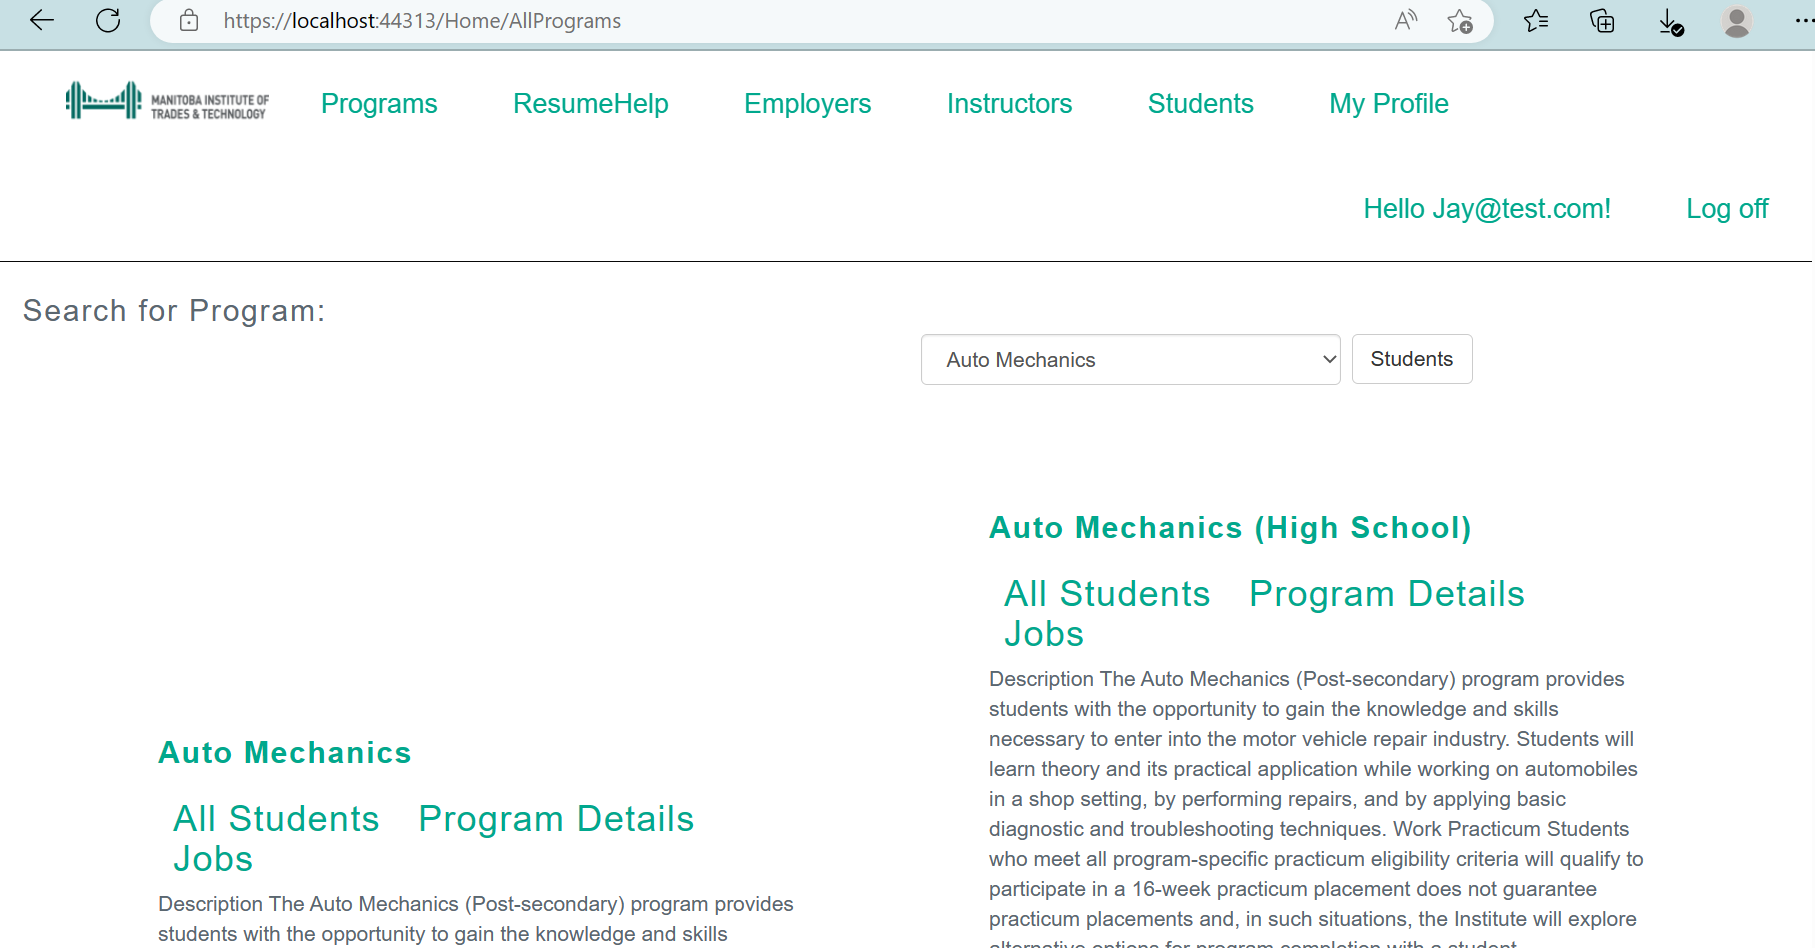 https://localhost:44313/Home/AllPrograms
MANITOBA INSTITUTE OF
TRADES & TECHNOLOGY
Programs
ResumeHelp
Employers
Instructors
Students
My Profile
Hello Jay@test.com!
Log off
Search for Program:
Auto Mechanics
Students
Auto Mechanics (High School)
All Students Program Details
Jobs
Description The Auto Mechanics (Post-secondary) program provides
students with the opportunity to gain the knowledge and skills
necessary to enter into the motor vehicle repair industry. Students will
learn theory and its practical application while working on automobiles
in a shop setting, by performing repairs, and by applying basic
diagnostic and troubleshooting techniques. Work Practicum Students
who meet all program-specific practicum eligibility criteria will qualify to
participate in a 16-week practicum placement does not guarantee
practicum placements and, in such situations, the Institute will explore
alternative options for program completion with a student
Auto Mechanics
All Students Program Details
Jobs
Description The Auto Mechanics (Post-secondary) program provides
students with the opportunity to gain the knowledge and skills